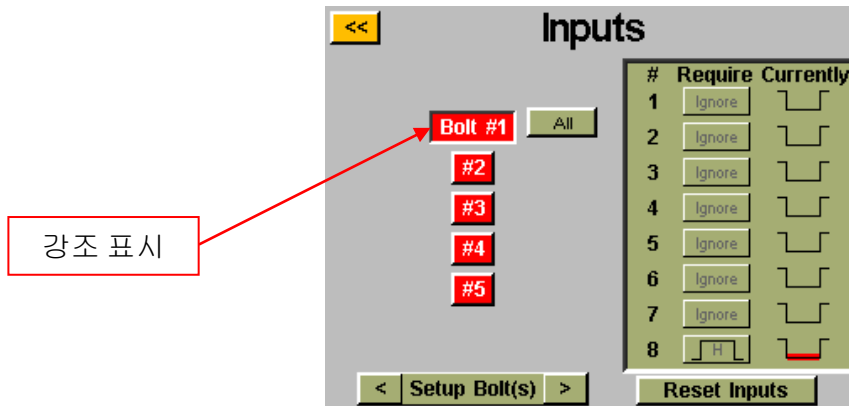 << Inputs
# Require Currently
Bolt #1 All
1 Ignore
2 Ignore
#2
3 Ignore
#3
4 Ignore
강조 표시
#4
5 Ignore
#5
6 Ignore
7 Ignore
8 H
< Setup Bolt(s) >
Reset Inputs